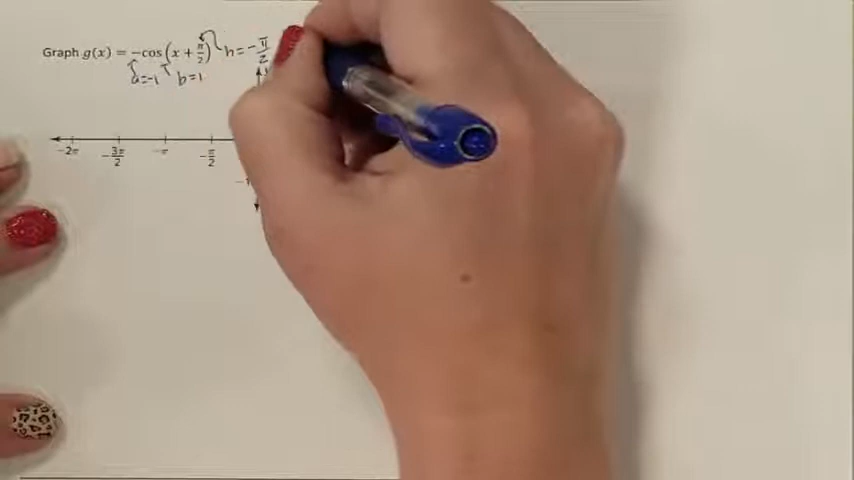 Graph g(x) = -cos(x + π/2) h = -π/2
a=-1 b=1
-2π -3π/2 -π -π/2